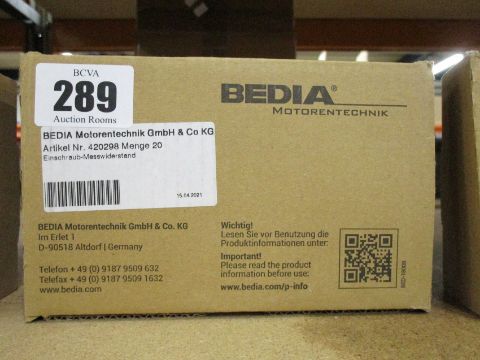 BCVA
289
Auction Rooms
BEDIA®
MOTORENTECHNIK
BEDIA Motorentechnik GmbH & Co KG
Artikel Nr. 420298 Menge 20
Einschraub-Messwiderstand
15.04.2021
BEDIA Motorentechnik GmbH & Co. KG
Im Erlet 1
D-90518 Altdorf | Germany
Telefon + 49 (0) 9187 9509 632
Telefax + 49 (0) 9187 9509 1632
www.bedia.com
Wichtig!
Lesen Sie vor Benutzung die
Produktinformationen unter:
Important!
Please read the product
information before use:
www.bedia.com/p-info